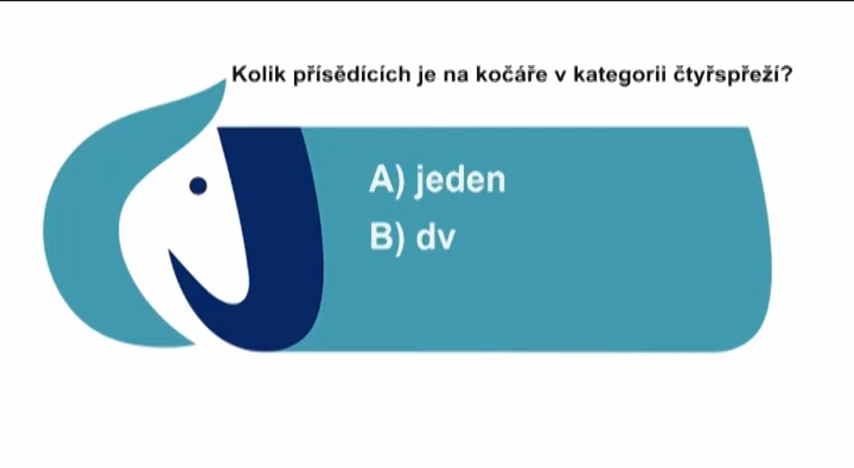 Kolik přísědících je na kočáře v kategorii čtyřspřeží?
A) jeden
B) dv